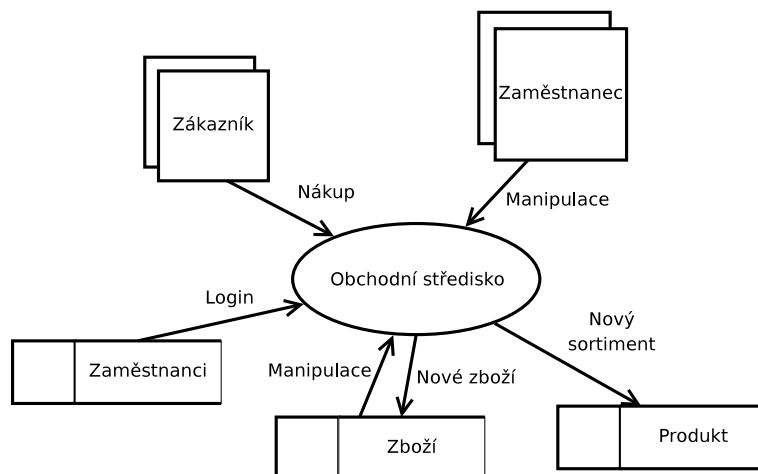 Zákazník
Zaměstnanec
Nákup
Manipulace
Obchodní středisko
Login
Nový
sortiment
Zaměstnanci
Manipulace
Nové zboží
Zboží
Produkt